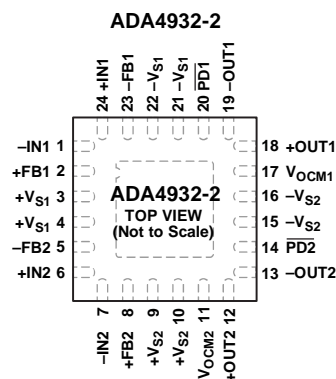 ADA4932-2
24 +IN1
23 –FB1
22 –VS1
21 –VS1
20 PD1
19 –OUT1
–IN1 1
+FB1 2
+VS1 3
+VS1 4
–FB2 5
+IN2 6
ADA4932-2
TOP VIEW
(Not to Scale)
18 +OUT1
17 VOCM1
16 –VS2
15 –VS2
14 PD2
13 –OUT2
–IN2 7
+FB2 8
+VS2 9
+VS2 10
VOCM2 11
+OUT2 12